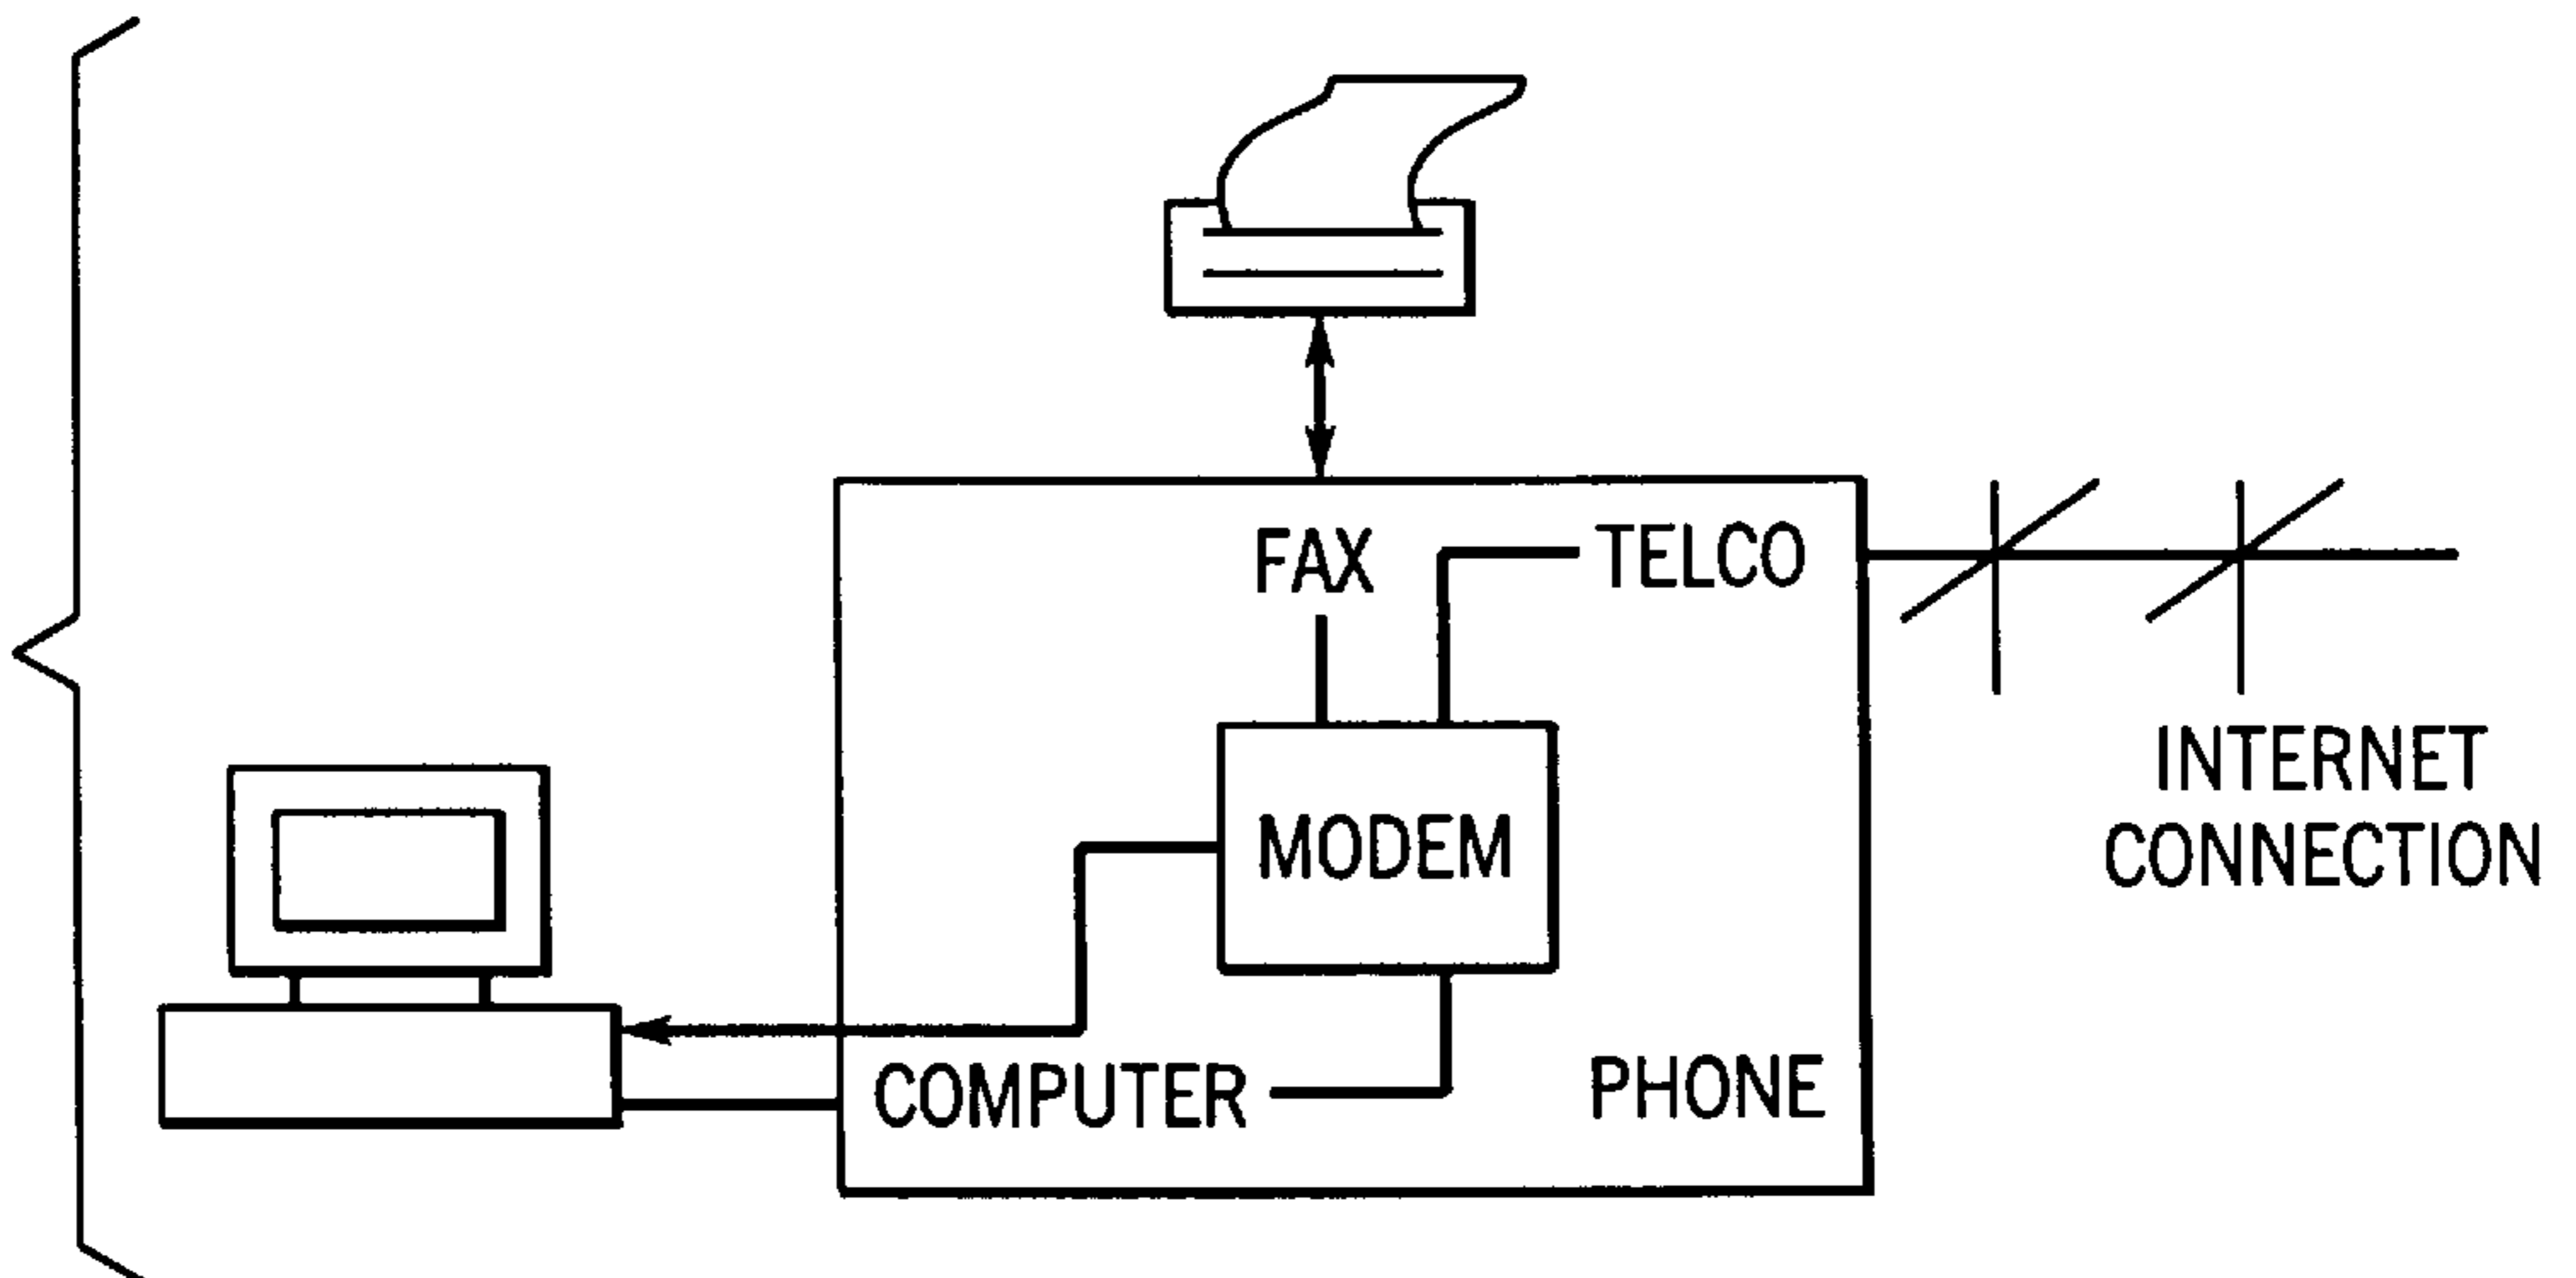 FAX
TELCO
MODEM
INTERNET
CONNECTION
COMPUTER
PHONE